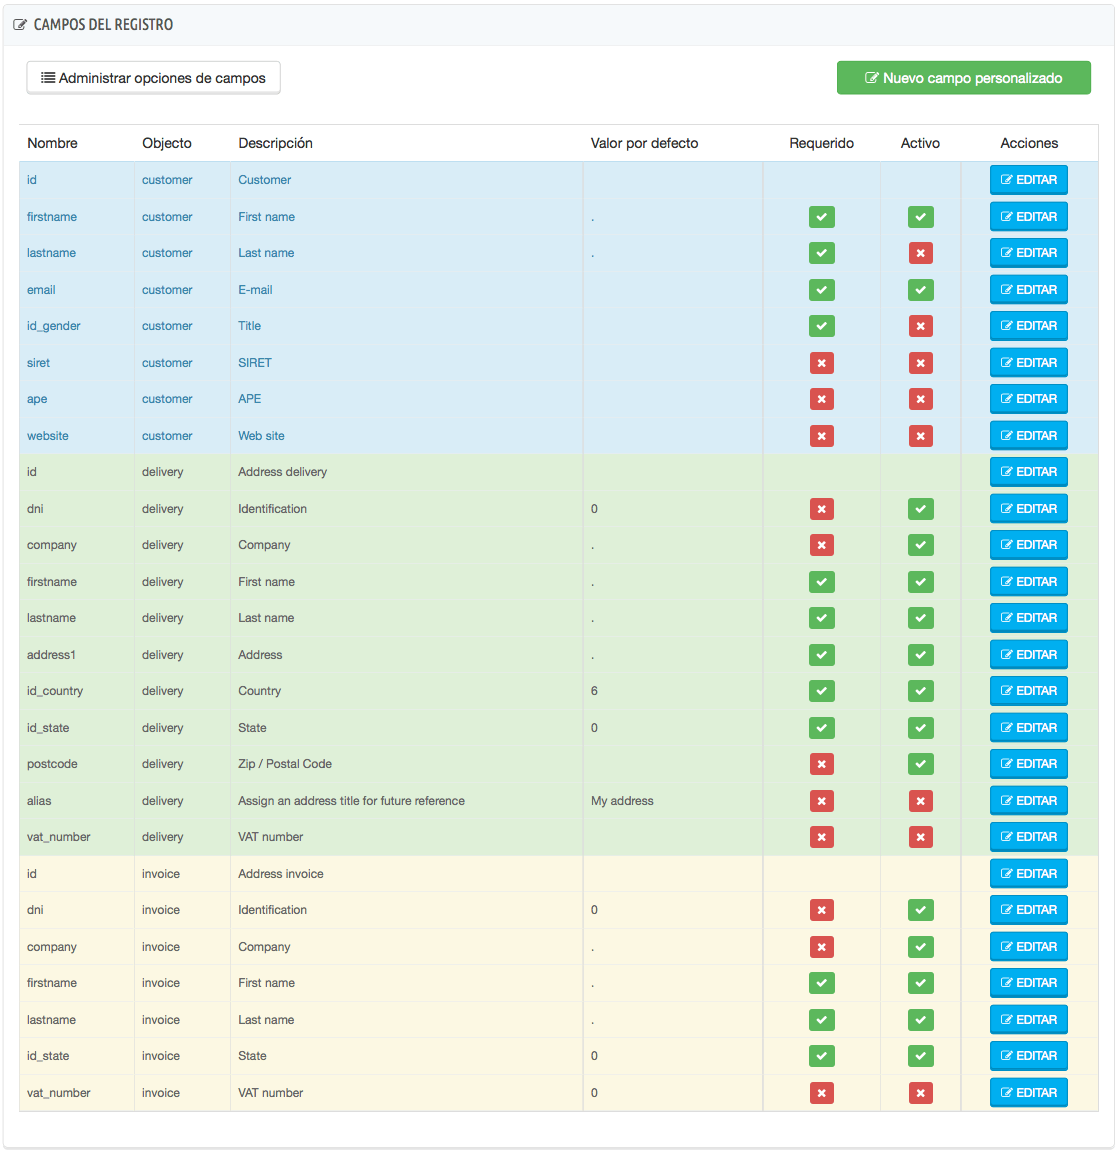 CAMPOS DEL REGISTRO
Administrar opciones de campos
Nuevo campo personalizado
Nombre Objecto Descripción Valor por defecto Requerido Activo Acciones
id customer Customer EDITAR
firstname customer First name . EDITAR
lastname customer Last name . EDITAR
email customer E-mail EDITAR
id_gender customer Title EDITAR
siret customer SIRET EDITAR
ape customer APE EDITAR
website customer Web site EDITAR
id delivery Address delivery EDITAR
dni delivery Identification 0 EDITAR
company delivery Company . EDITAR
firstname delivery First name . EDITAR
lastname delivery Last name . EDITAR
address1 delivery Address . EDITAR
id_country delivery Country 6 EDITAR
id_state delivery State 0 EDITAR
postcode delivery Zip / Postal Code EDITAR
alias delivery Assign an address title for future reference My address EDITAR
vat_number delivery VAT number EDITAR
id invoice Address invoice EDITAR
dni invoice Identification 0 EDITAR
company invoice Company . EDITAR
firstname invoice First name . EDITAR
lastname invoice Last name . EDITAR
id_state invoice State 0 EDITAR
vat_number invoice VAT number 0 EDITAR